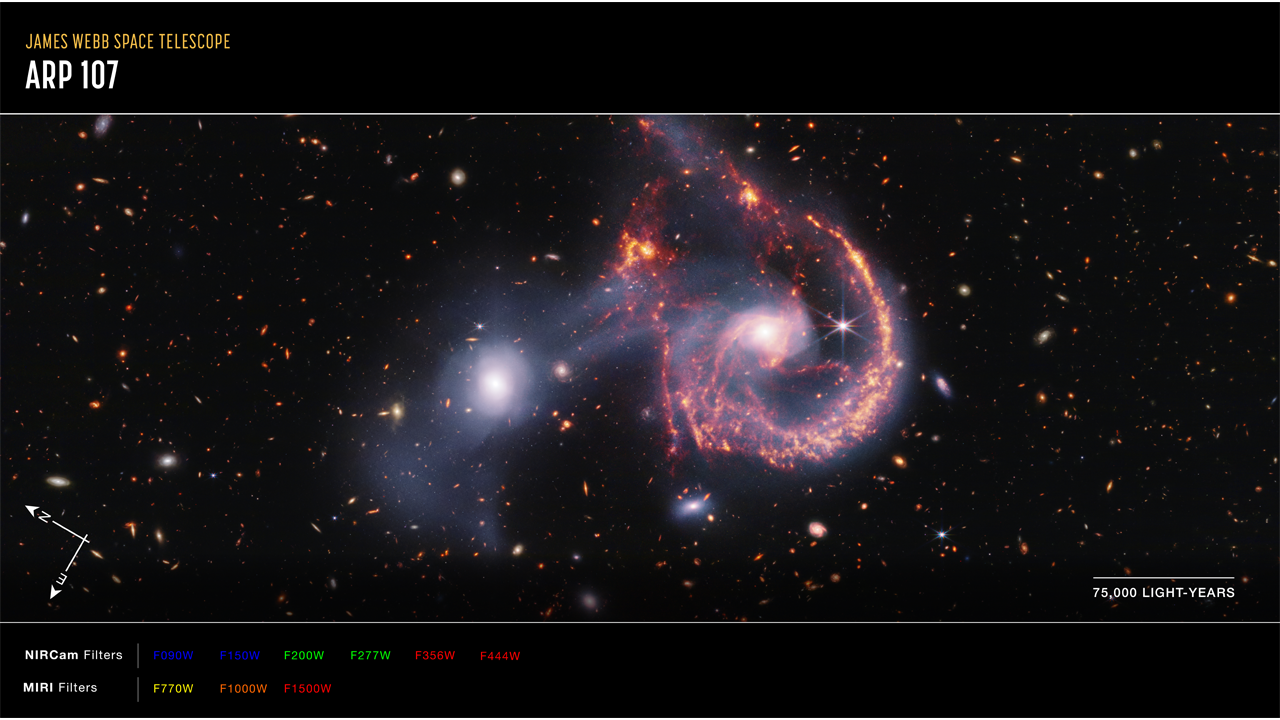 JAMES WEBB SPACE TELESCOPE
ARP 107
N
E
75,000 LIGHT-YEARS
NIRCam Filters F090W F150W F200W F277W F356W F444W
MIRI Filters F770W F1000W F1500W